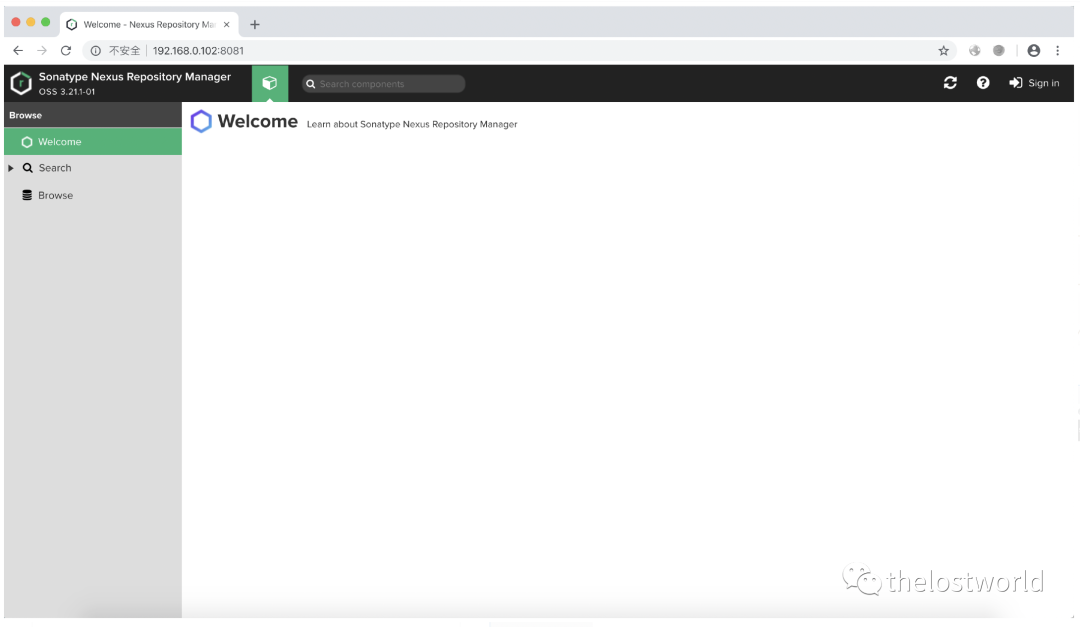 Welcome - Nexus Repository Ma
不安全 192.168.0.102:8081
Sonatype Nexus Repository Manager
OSS 3.21.1-01
Search components
Sign in
Browse
Welcome
Search
Browse
Welcome Learn about Sonatype Nexus Repository Manager
thelostworld